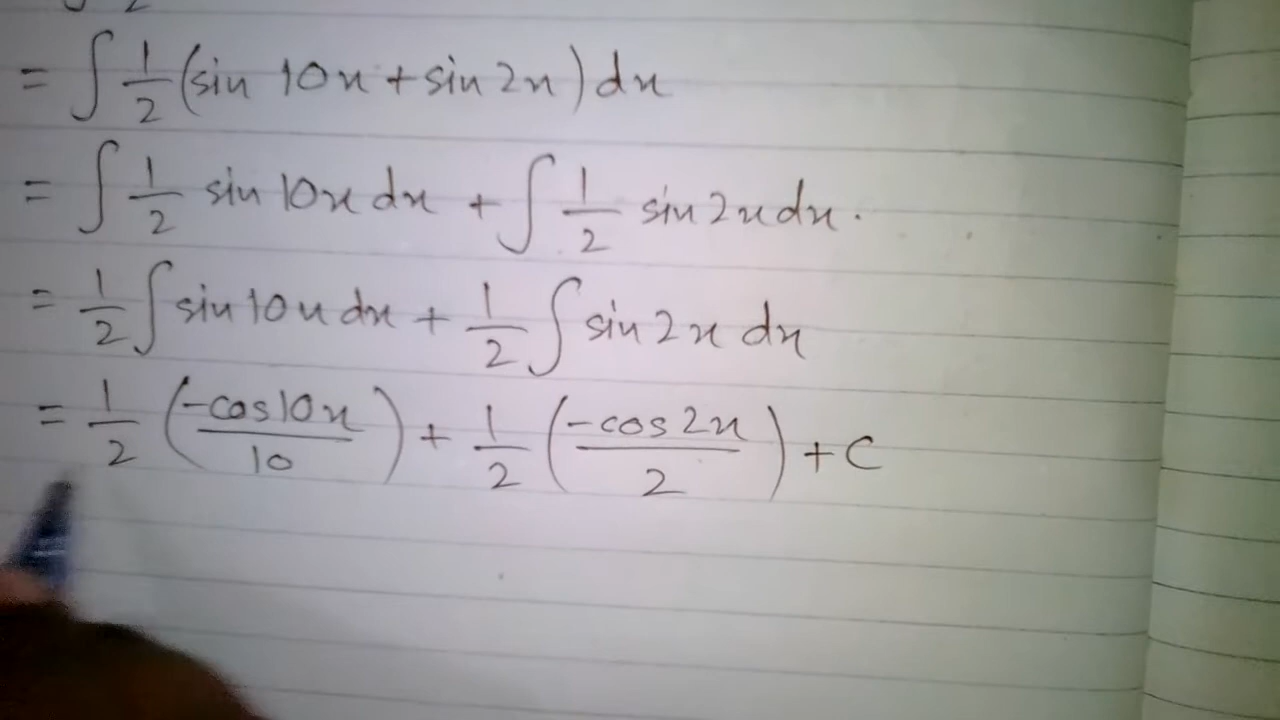 = ∫ 1/2 (sin 10x + sin 2x) dx
= ∫ 1/2 sin 10x dx + ∫ 1/2 sin 2x dx.
= 1/2 ∫ sin 10x dx + 1/2 ∫ sin 2x dx
= 1/2 (-cos 10x / 10) + 1/2 (-cos 2x / 2) + C